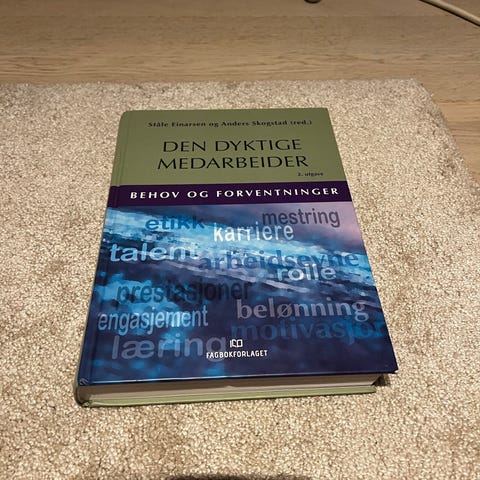 Ståle Einarsen og Anders Skogstad (red.)
DEN DYKTIGE
MEDARBEIDER
2. utgave
BEHOV OG FORVENTNINGER
etikk
mestring
karriere
talent
arbeidsevne
rolle
prestasjoner
belønning
engasjement
motivasjon
læring
FAGBOKFORLAGET